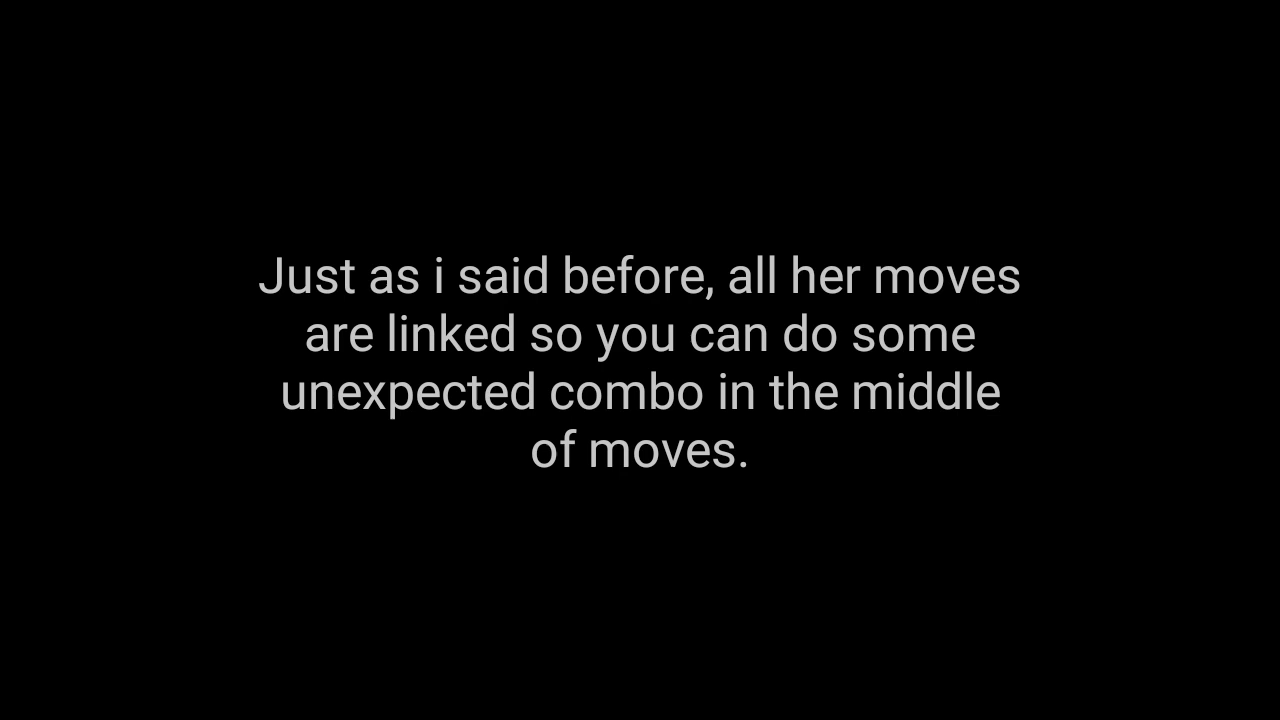 Just as i said before, all her moves
are linked so you can do some
unexpected combo in the middle
of moves.